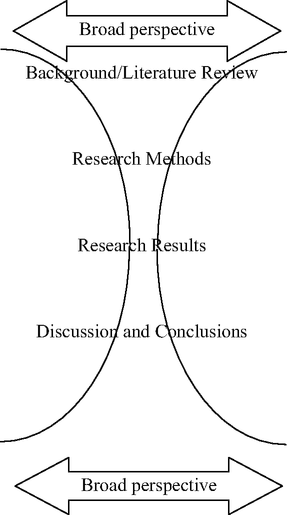 Broad perspective
Background/Literature Review
Research Methods
Research Results
Discussion and Conclusions
Broad perspective